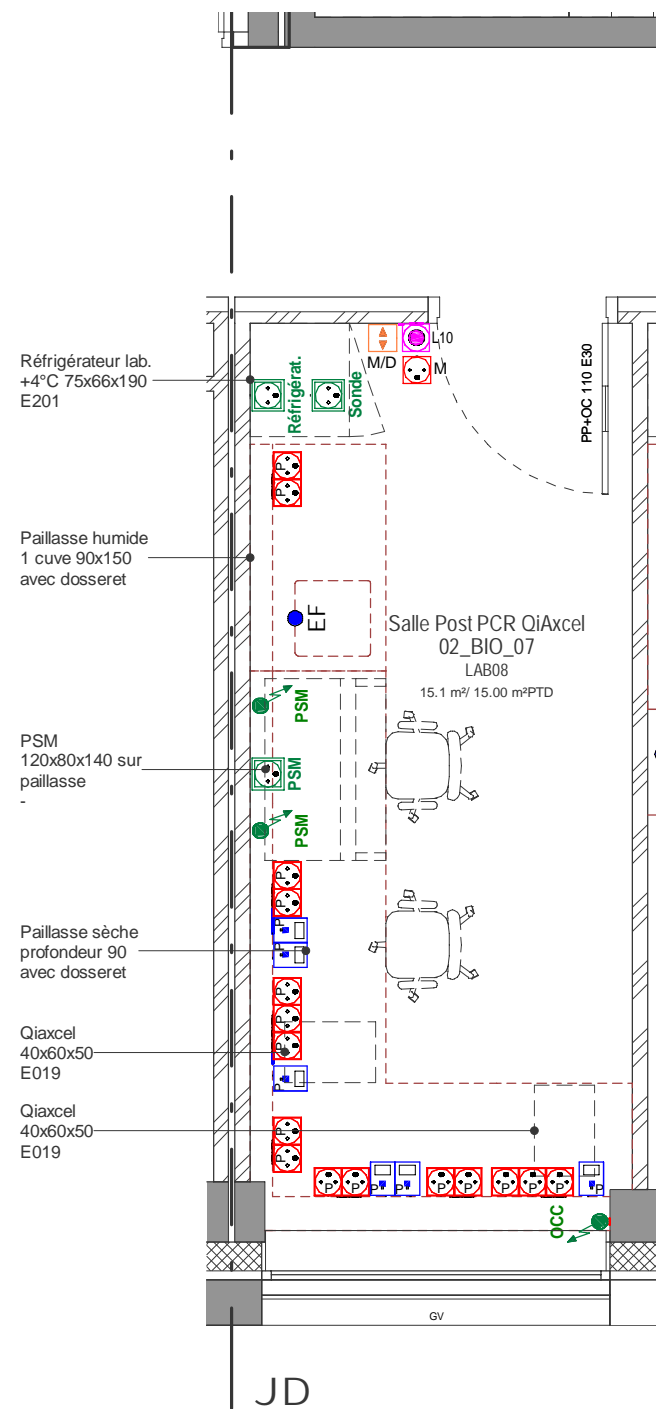 L10
M/D
M
PP+OC 110 E30
Réfrigérateur lab.
+4°C 75x66x190
E201
Réfrigérat.
Sonde
P
P
Paillasse humide
1 cuve 90x150
avec dosseret
EF
Salle Post PCR QiAxcel
02_BIO_07
LAB08
15.1 m²/ 15.00 m²PTD
PSM
PSM
120x80x140 sur
paillasse
-
PSM
PSM
P
P
P
P
Paillasse sèche
profondeur 90
avec dosseret
P
P
P
Qiaxcel
40x60x50
E019
P
Qiaxcel
40x60x50
E019
P
P
P P P P P P P P P P
OCC
GV
JD